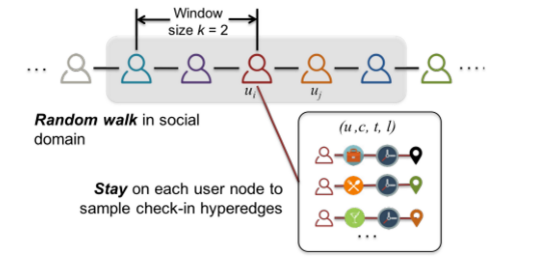 Window
size k = 2
... ....
u_i u_j
Random walk in social
domain
(u,c, t, l)
Stay on each user node to
sample check-in hyperedges
...